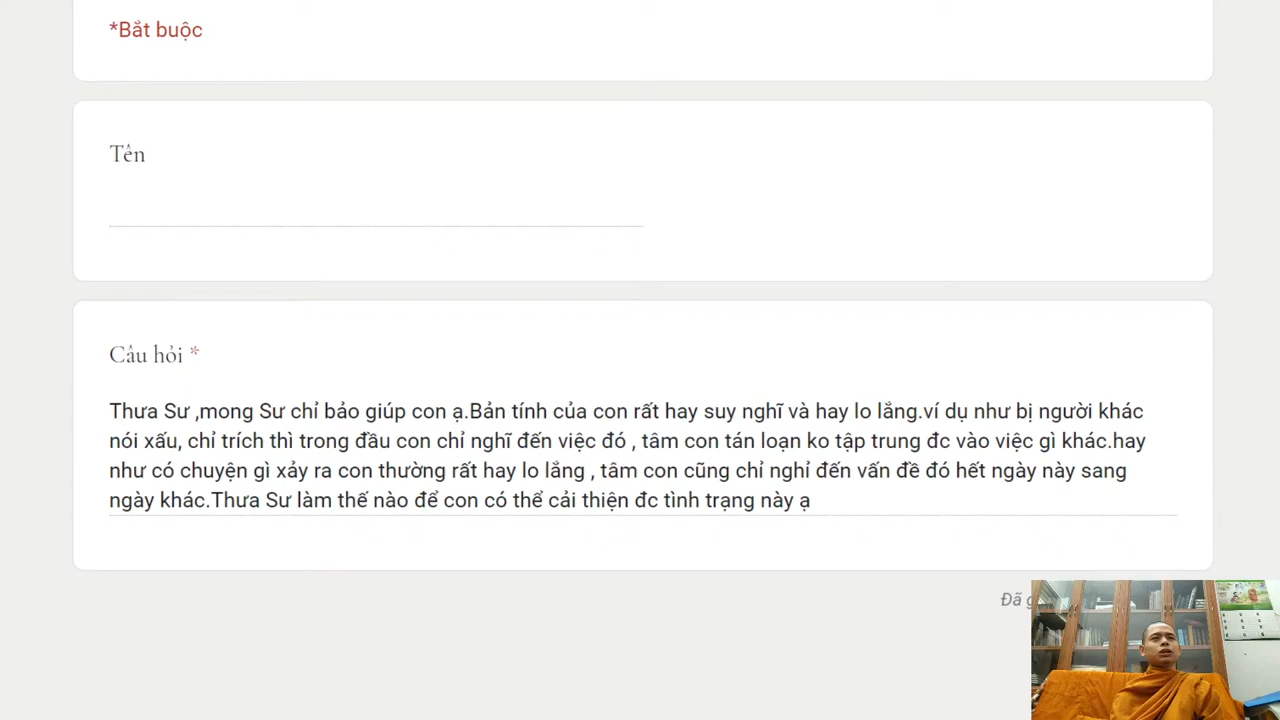 *Bắt buộc
Tên
Câu hỏi *
Thưa Sư ,mong Sư chỉ bảo giúp con ạ.Bản tính của con rất hay suy nghĩ và hay lo lắng.ví dụ như bị người khác
nói xấu, chỉ trích thì trong đầu con chỉ nghĩ đến việc đó , tâm con tán loạn ko tập trung đc vào việc gì khác.hay
như có chuyện gì xảy ra con thường rất hay lo lắng , tâm con cũng chỉ nghỉ đến vấn đề đó hết ngày này sang
ngày khác.Thưa Sư làm thế nào để con có thể cải thiện đc tình trạng này ạ
Đã